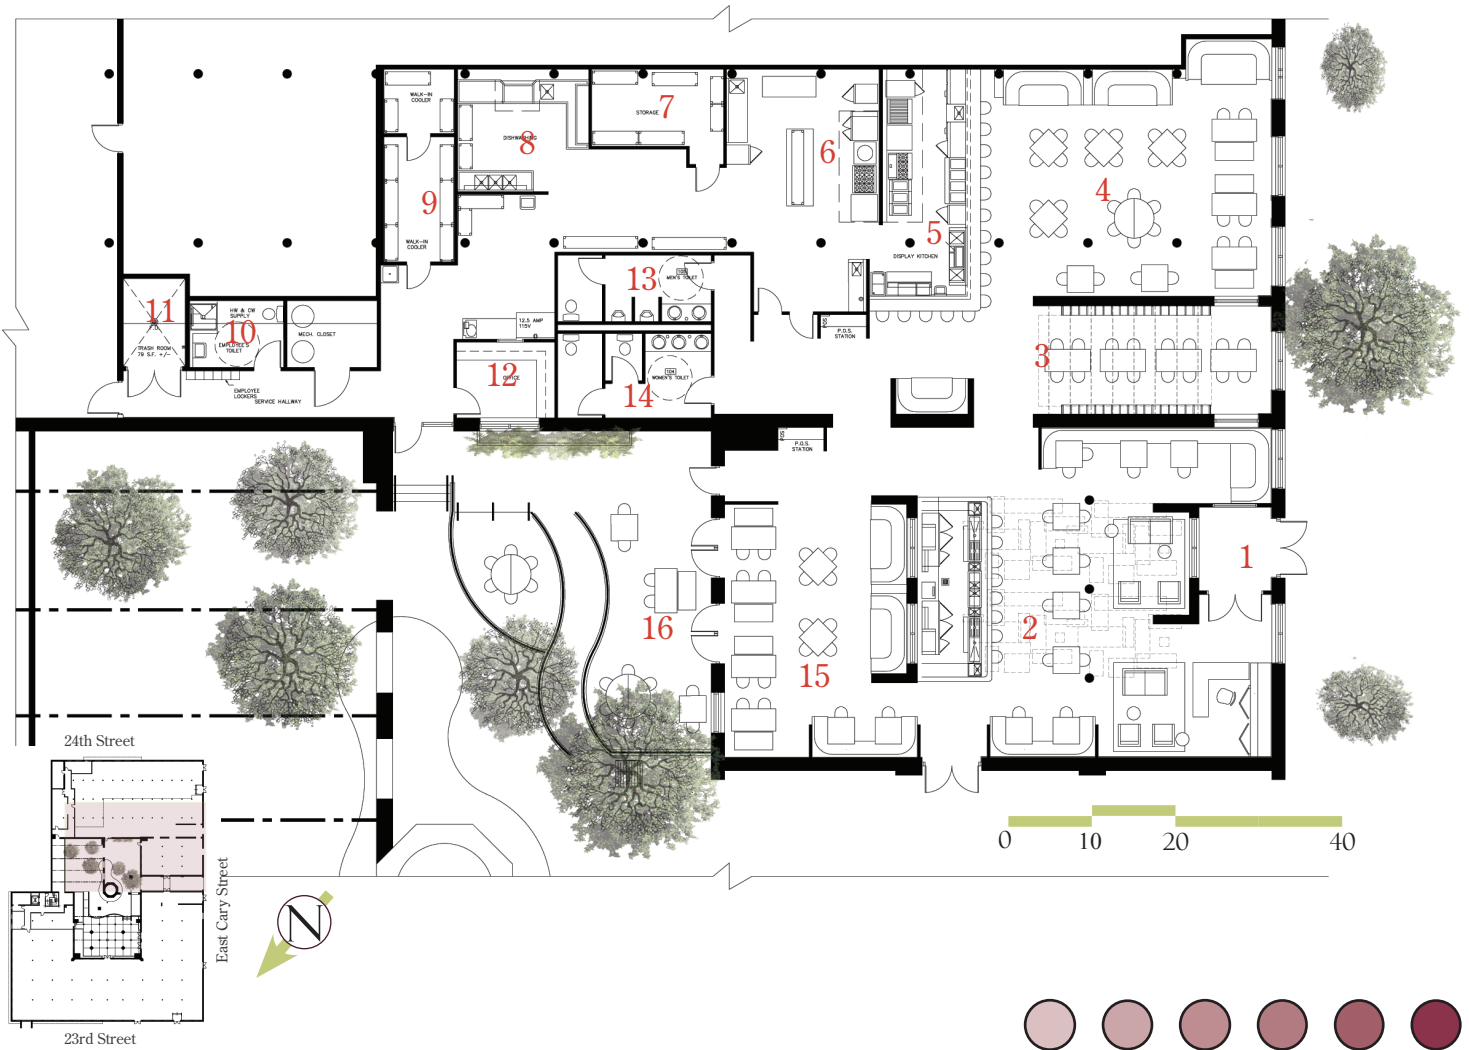 WALK-IN
COOLER
DISHWASHING
8
STORAGE
7
6
9
WALK-IN
COOLER
5
DISPLAY KITCHEN
4
13
MEN'S TOILET
11
TRASH ROOM
79 S.F. +/-
HW & CW
SUPPLY
10
EMPLOYEE'S
TOILET
MECH. CLOSET
EMPLOYEE
LOCKERS
SERVICE HALLWAY
12.5 AMP
115V
12
OFFICE
14
WOMEN'S TOILET
POS
P.O.S.
STATION
3
POS
P.O.S.
STATION
1
2
15
16
24th Street
East Cary Street
23rd Street
N
0 10 20 40